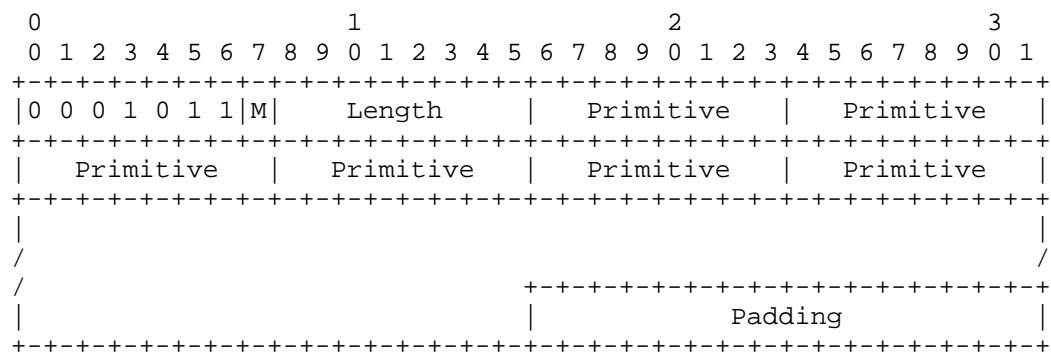 0                   1                   2                   3
 0 1 2 3 4 5 6 7 8 9 0 1 2 3 4 5 6 7 8 9 0 1 2 3 4 5 6 7 8 9 0 1
+-+-+-+-+-+-+-+-+-+-+-+-+-+-+-+-+-+-+-+-+-+-+-+-+-+-+-+-+-+-+-+-+
|0 0 0 1 0 1 1|M|    Length     |   Primitive   |   Primitive   |
+-+-+-+-+-+-+-+-+-+-+-+-+-+-+-+-+-+-+-+-+-+-+-+-+-+-+-+-+-+-+-+-+
|   Primitive   |   Primitive   |   Primitive   |   Primitive   |
+-+-+-+-+-+-+-+-+-+-+-+-+-+-+-+-+-+-+-+-+-+-+-+-+-+-+-+-+-+-+-+-+
|                                                               |
/                                                               /
/                               +-+-+-+-+-+-+-+-+-+-+-+-+-+-+-+-+
|                               |            Padding            |
+-+-+-+-+-+-+-+-+-+-+-+-+-+-+-+-+-+-+-+-+-+-+-+-+-+-+-+-+-+-+-+-+